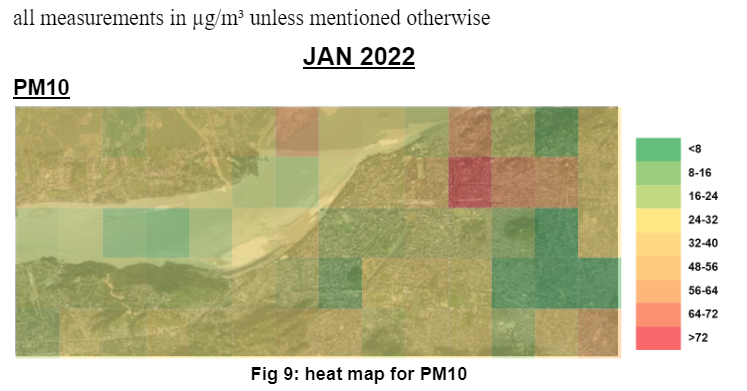 all measurements in µg/m³ unless mentioned otherwise
JAN 2022
PM10
<8
8-16
16-24
24-32
32-40
48-56
56-64
64-72
>72
Fig 9: heat map for PM10